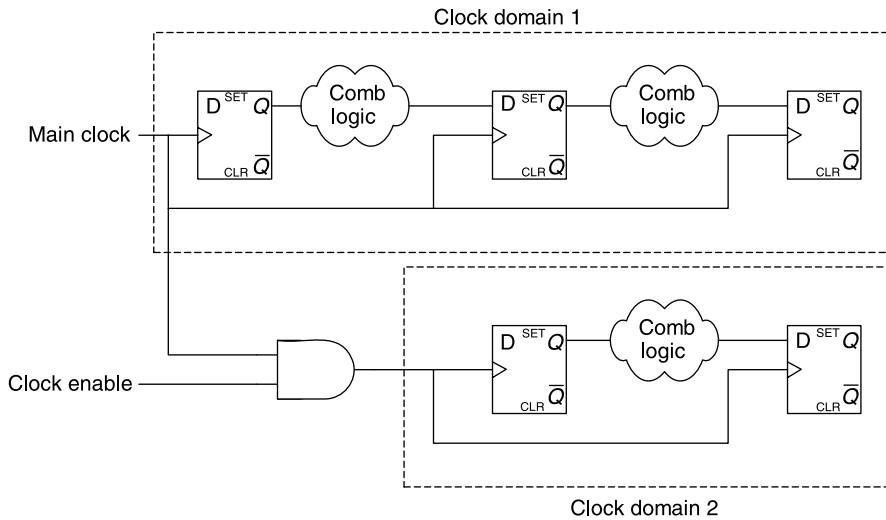 Clock domain 1
D SET Q
CLR Q̅
Comb
logic
D SET Q
CLR Q̅
Comb
logic
D SET Q
CLR Q̅
Main clock
Clock enable
D SET Q
CLR Q̅
Comb
logic
D SET Q
CLR Q̅
Clock domain 2